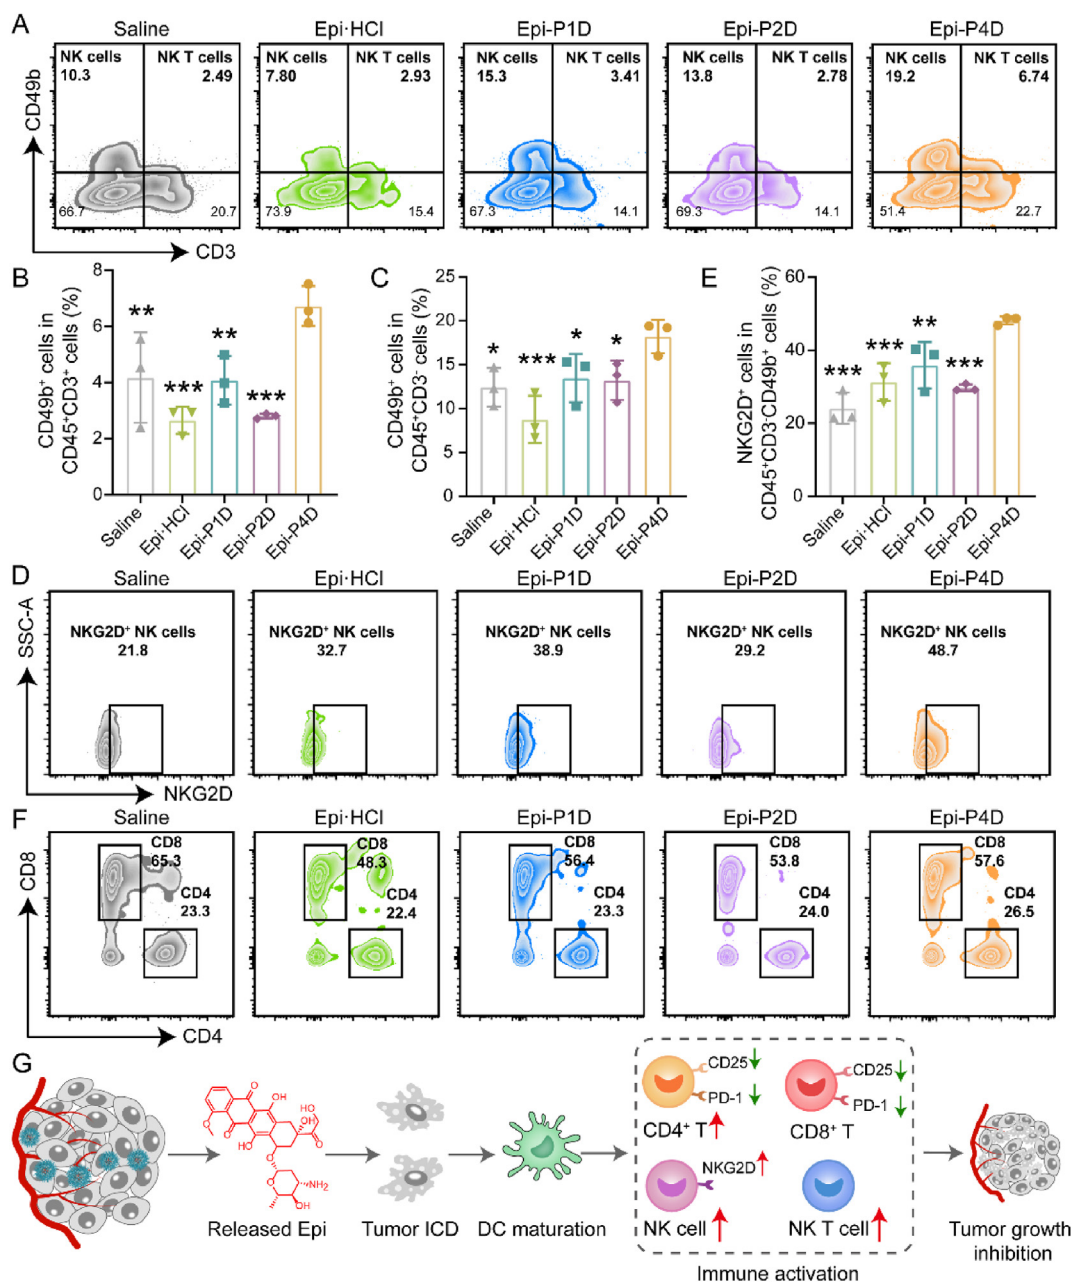 A
Saline
Epi·HCl
Epi-P1D
Epi-P2D
Epi-P4D
CD49b
NK cells
10.3
NK T cells
2.49
66.7
20.7
NK cells
7.80
NK T cells
2.93
73.9
15.4
NK cells
15.3
NK T cells
3.41
67.3
14.1
NK cells
13.8
NK T cells
2.78
69.3
14.1
NK cells
19.2
NK T cells
6.74
51.4
22.7
CD3
B
CD49b⁺ cells in
CD45⁺CD3⁺ cells (%)
8
6
4
2
0
**
***
**
***
Saline
Epi·HCl
Epi-P1D
Epi-P2D
Epi-P4D
C
CD49b⁺ cells in
CD45⁺CD3⁻ cells (%)
25
20
15
10
5
0
*
***
*
*
Saline
Epi·HCl
Epi-P1D
Epi-P2D
Epi-P4D
E
NKG2D⁺ cells in
CD45⁺CD3⁻CD49b⁺ cells (%)
60
40
20
0
***
***
**
***
Saline
Epi·HCl
Epi-P1D
Epi-P2D
Epi-P4D
D
Saline
Epi·HCl
Epi-P1D
Epi-P2D
Epi-P4D
SSC-A
NKG2D⁺ NK cells
21.8
NKG2D⁺ NK cells
32.7
NKG2D⁺ NK cells
38.9
NKG2D⁺ NK cells
29.2
NKG2D⁺ NK cells
48.7
NKG2D
F
Saline
Epi·HCl
Epi-P1D
Epi-P2D
Epi-P4D
CD8
CD8
65.3
CD4
23.3
CD8
48.3
CD4
22.4
CD8
56.4
CD4
23.3
CD8
53.8
CD4
24.0
CD8
57.6
CD4
26.5
CD4
G
O
OH
OH
HO
O
O
O
OH
OH
O
O
NH2
OH
Released Epi
Tumor ICD
DC maturation
CD25
PD-1
CD4⁺ T
CD25
PD-1
CD8⁺ T
NKG2D
NK cell
NK T cell
Immune activation
Tumor growth
inhibition